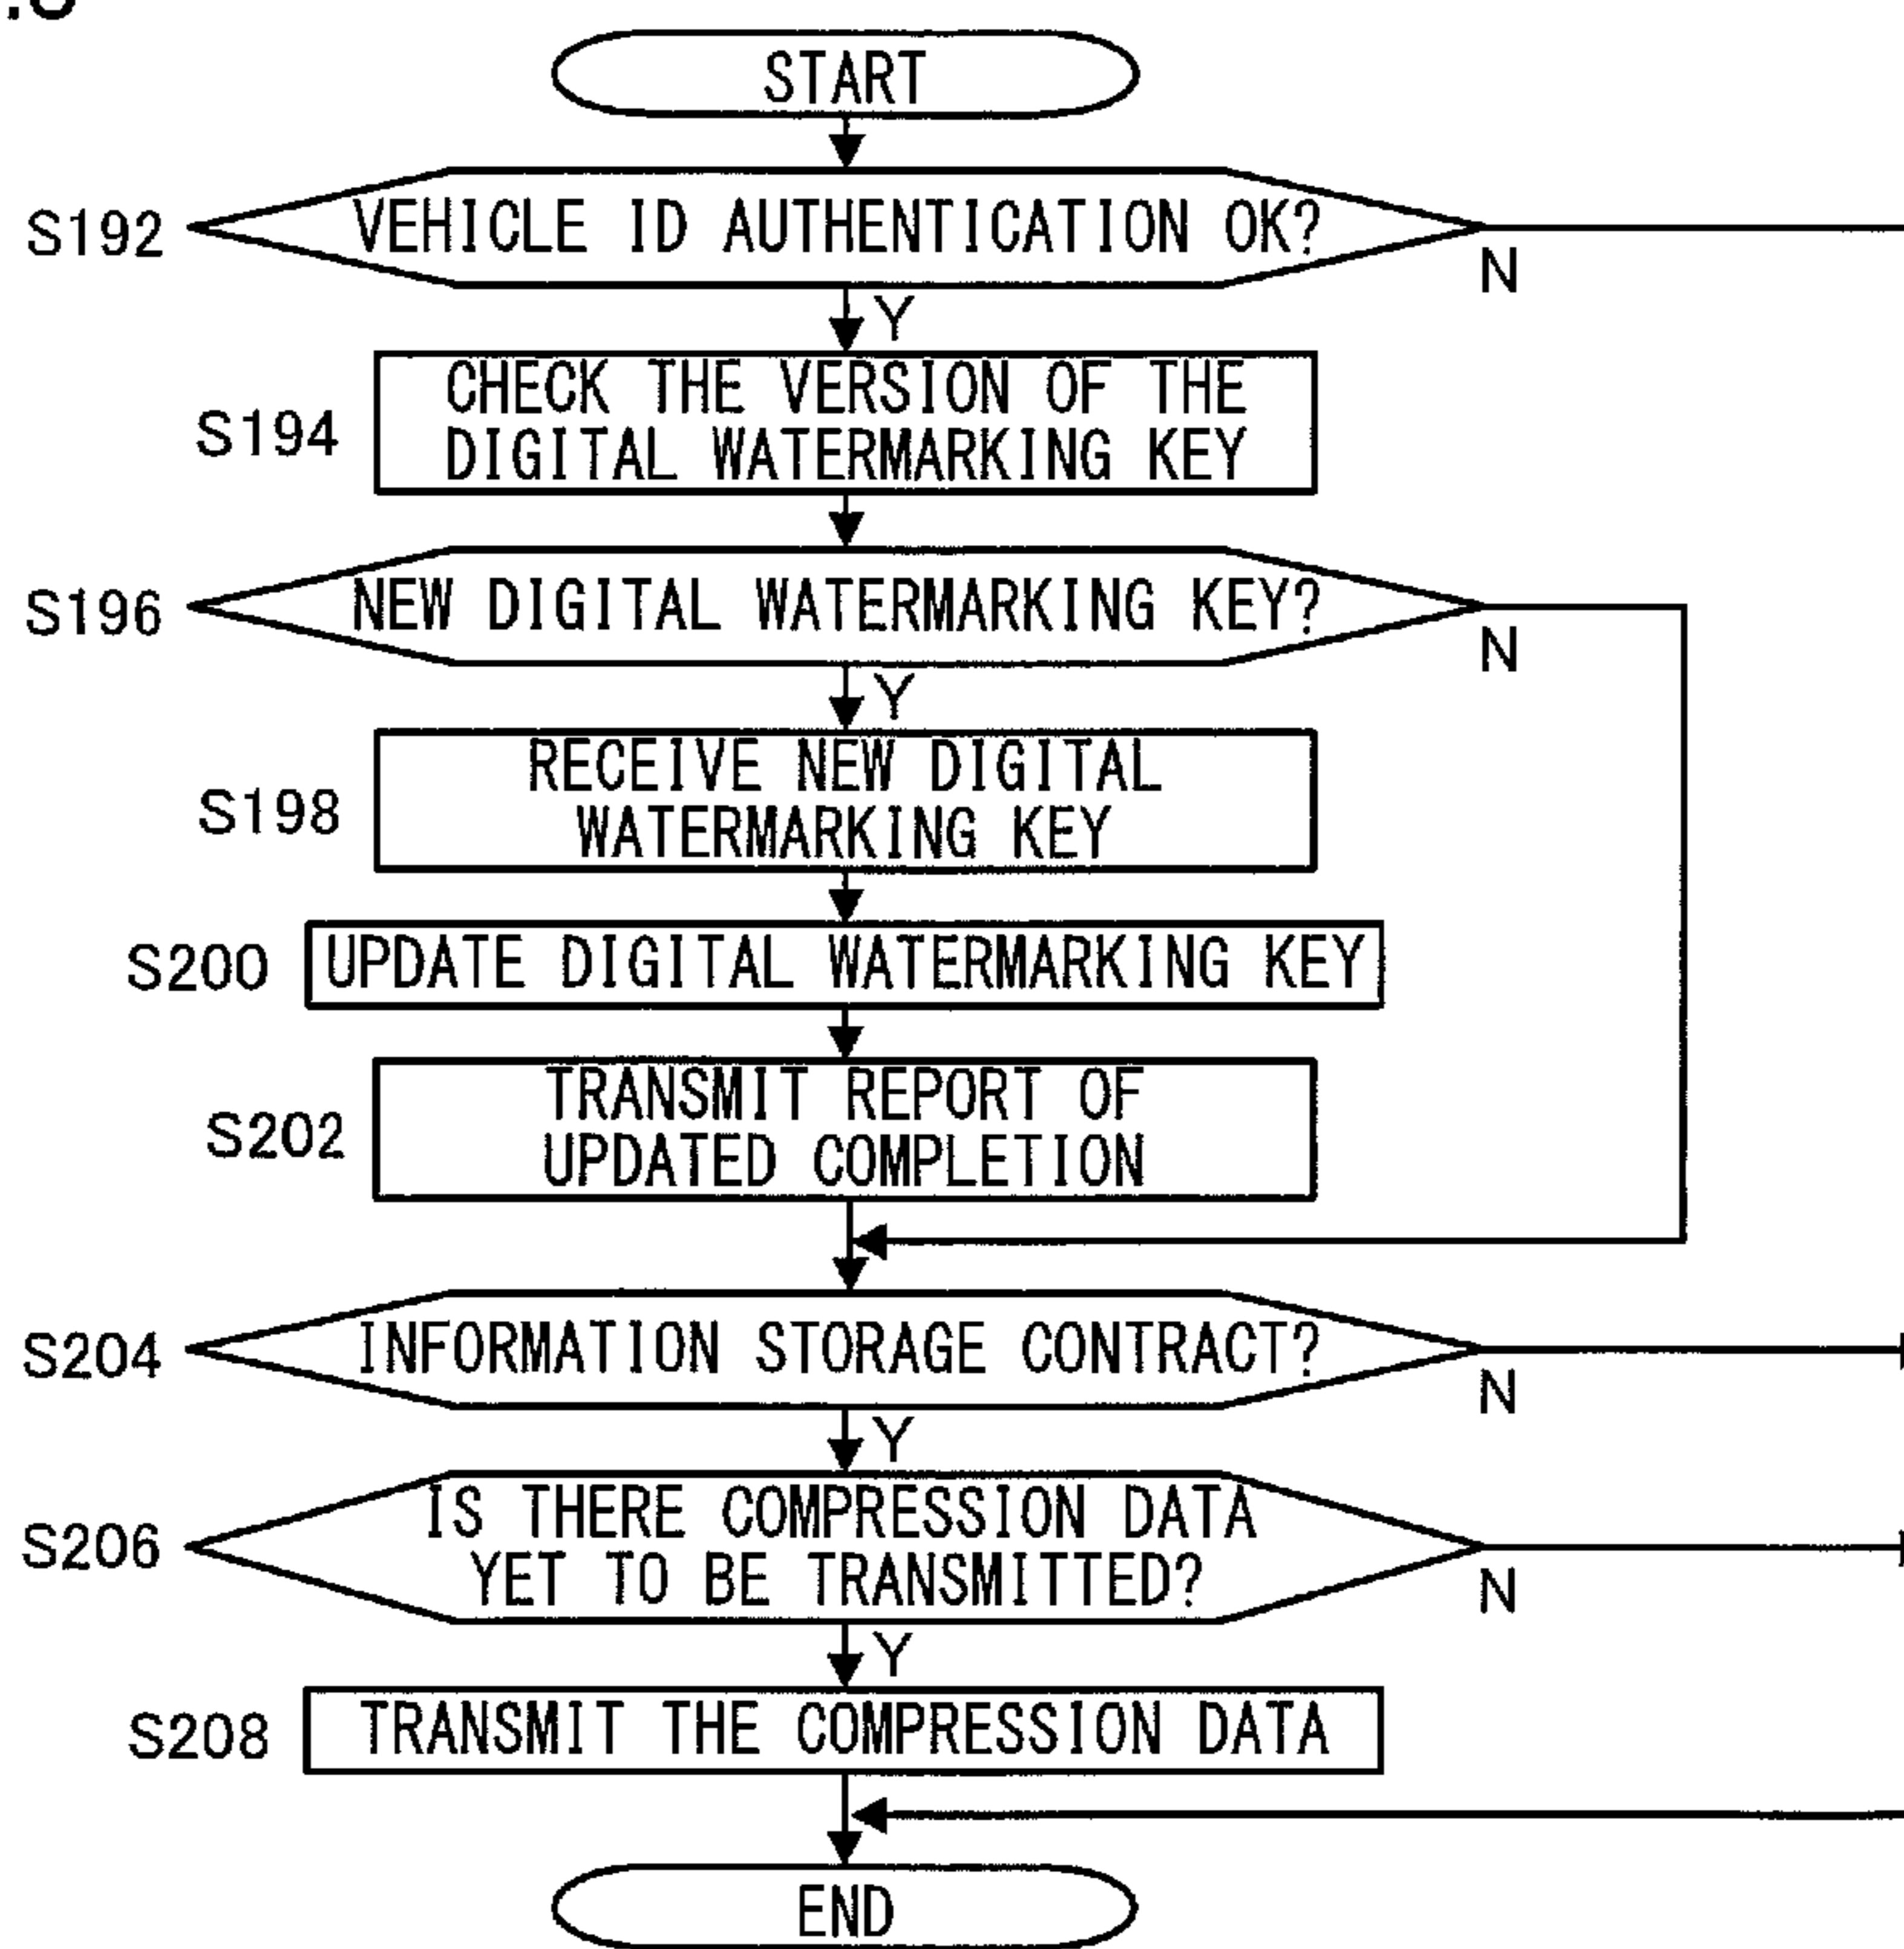 START
S192
VEHICLE ID AUTHENTICATION OK?
N
Y
S194
CHECK THE VERSION OF THE
DIGITAL WATERMARKING KEY
S196
NEW DIGITAL WATERMARKING KEY?
N
Y
S198
RECEIVE NEW DIGITAL
WATERMARKING KEY
S200
UPDATE DIGITAL WATERMARKING KEY
S202
TRANSMIT REPORT OF
UPDATED COMPLETION
S204
INFORMATION STORAGE CONTRACT?
N
Y
S206
IS THERE COMPRESSION DATA
YET TO BE TRANSMITTED?
N
Y
S208
TRANSMIT THE COMPRESSION DATA
END